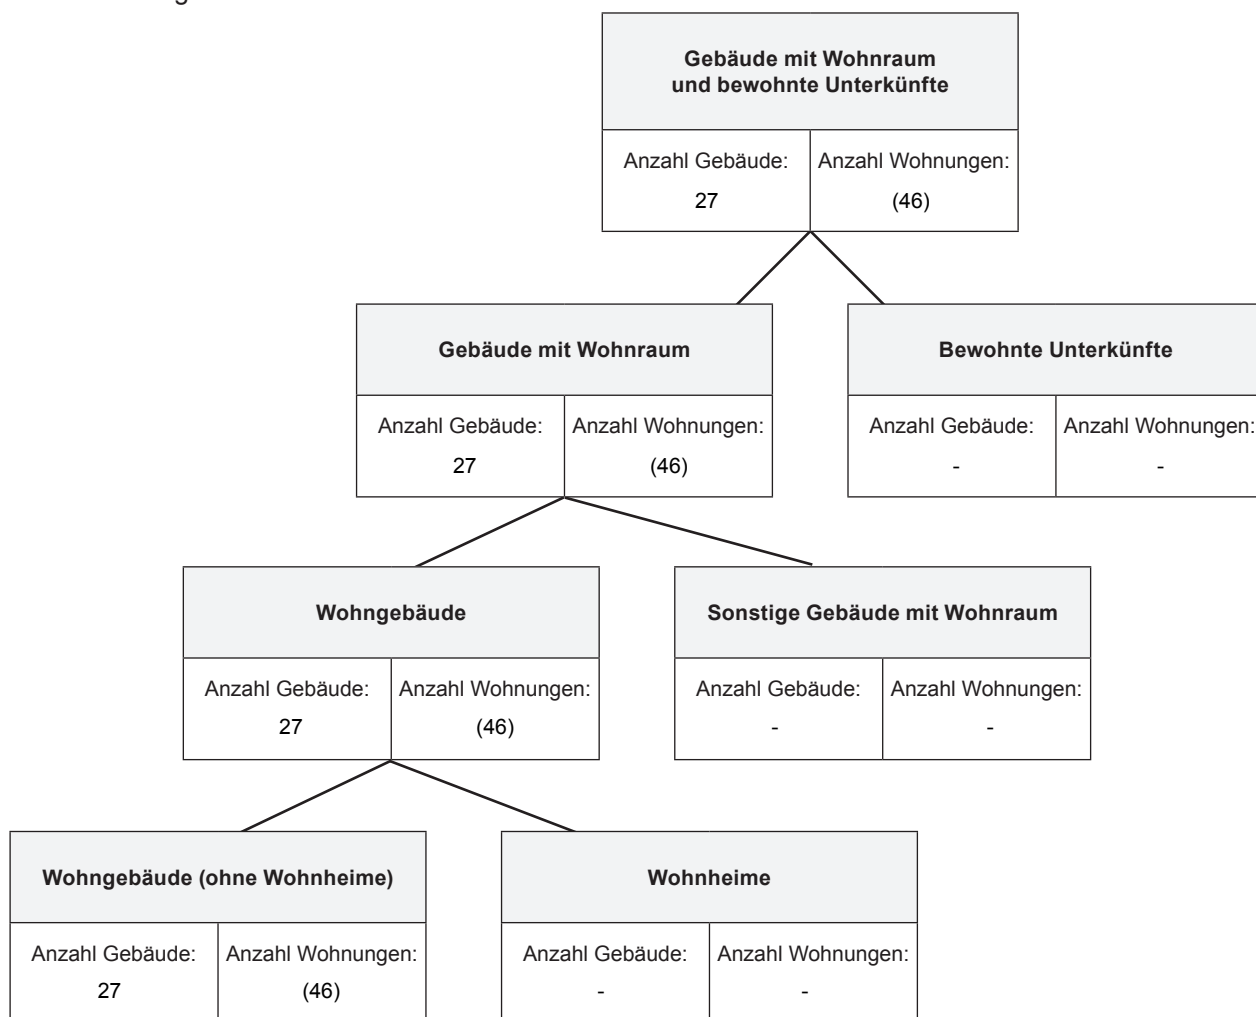 Gebäude mit Wohnraum
und bewohnte Unterkünfte
Anzahl Gebäude: Anzahl Wohnungen:
27 (46)
Gebäude mit Wohnraum
Anzahl Gebäude: Anzahl Wohnungen:
27 (46)
Bewohnte Unterkünfte
Anzahl Gebäude: Anzahl Wohnungen:
- -
Wohngebäude
Anzahl Gebäude: Anzahl Wohnungen:
27 (46)
Sonstige Gebäude mit Wohnraum
Anzahl Gebäude: Anzahl Wohnungen:
- -
Wohngebäude (ohne Wohnheime)
Anzahl Gebäude: Anzahl Wohnungen:
27 (46)
Wohnheime
Anzahl Gebäude: Anzahl Wohnungen:
- -